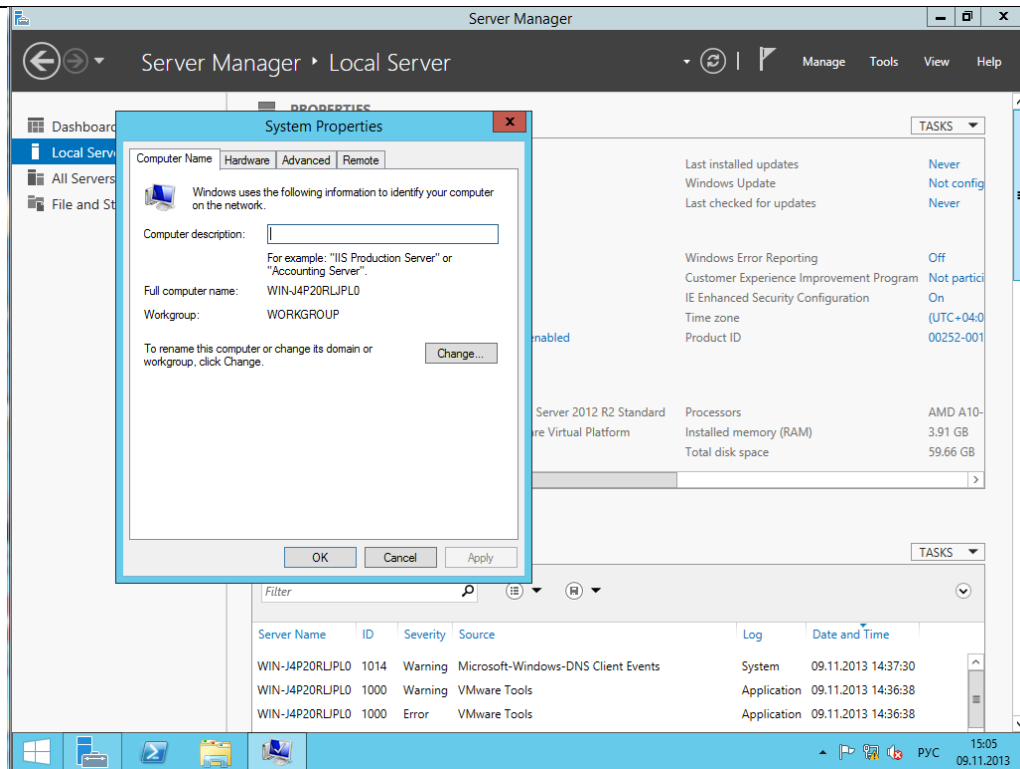 Server Manager
Server Manager • Local Server
Manage Tools View Help
Dashboard
Local Serv
All Servers
File and St
PROPERTIES
TASKS
System Properties
Computer Name Hardware Advanced Remote
Windows uses the following information to identify your computer
on the network.
Computer description:
For example: "IIS Production Server" or
"Accounting Server".
Full computer name: WIN-J4P20RLJPL0
Workgroup: WORKGROUP
To rename this computer or change its domain or
workgroup, click Change.
Change...
OK Cancel Apply
Last installed updates Never
Windows Update Not config
Last checked for updates Never
Windows Error Reporting Off
Customer Experience Improvement Program Not partici
IE Enhanced Security Configuration On
Time zone (UTC+04:0
enabled Product ID 00252-001
Server 2012 R2 Standard Processors AMD A10-
are Virtual Platform Installed memory (RAM) 3.91 GB
Total disk space 59.66 GB
TASKS
Filter
Server Name ID Severity Source Log Date and Time
WIN-J4P20RLJPL0 1014 Warning Microsoft-Windows-DNS Client Events System 09.11.2013 14:37:30
WIN-J4P20RLJPL0 1000 Warning VMware Tools Application 09.11.2013 14:36:38
WIN-J4P20RLJPL0 1000 Error VMware Tools Application 09.11.2013 14:36:38
РУС
15:05
09.11.2013